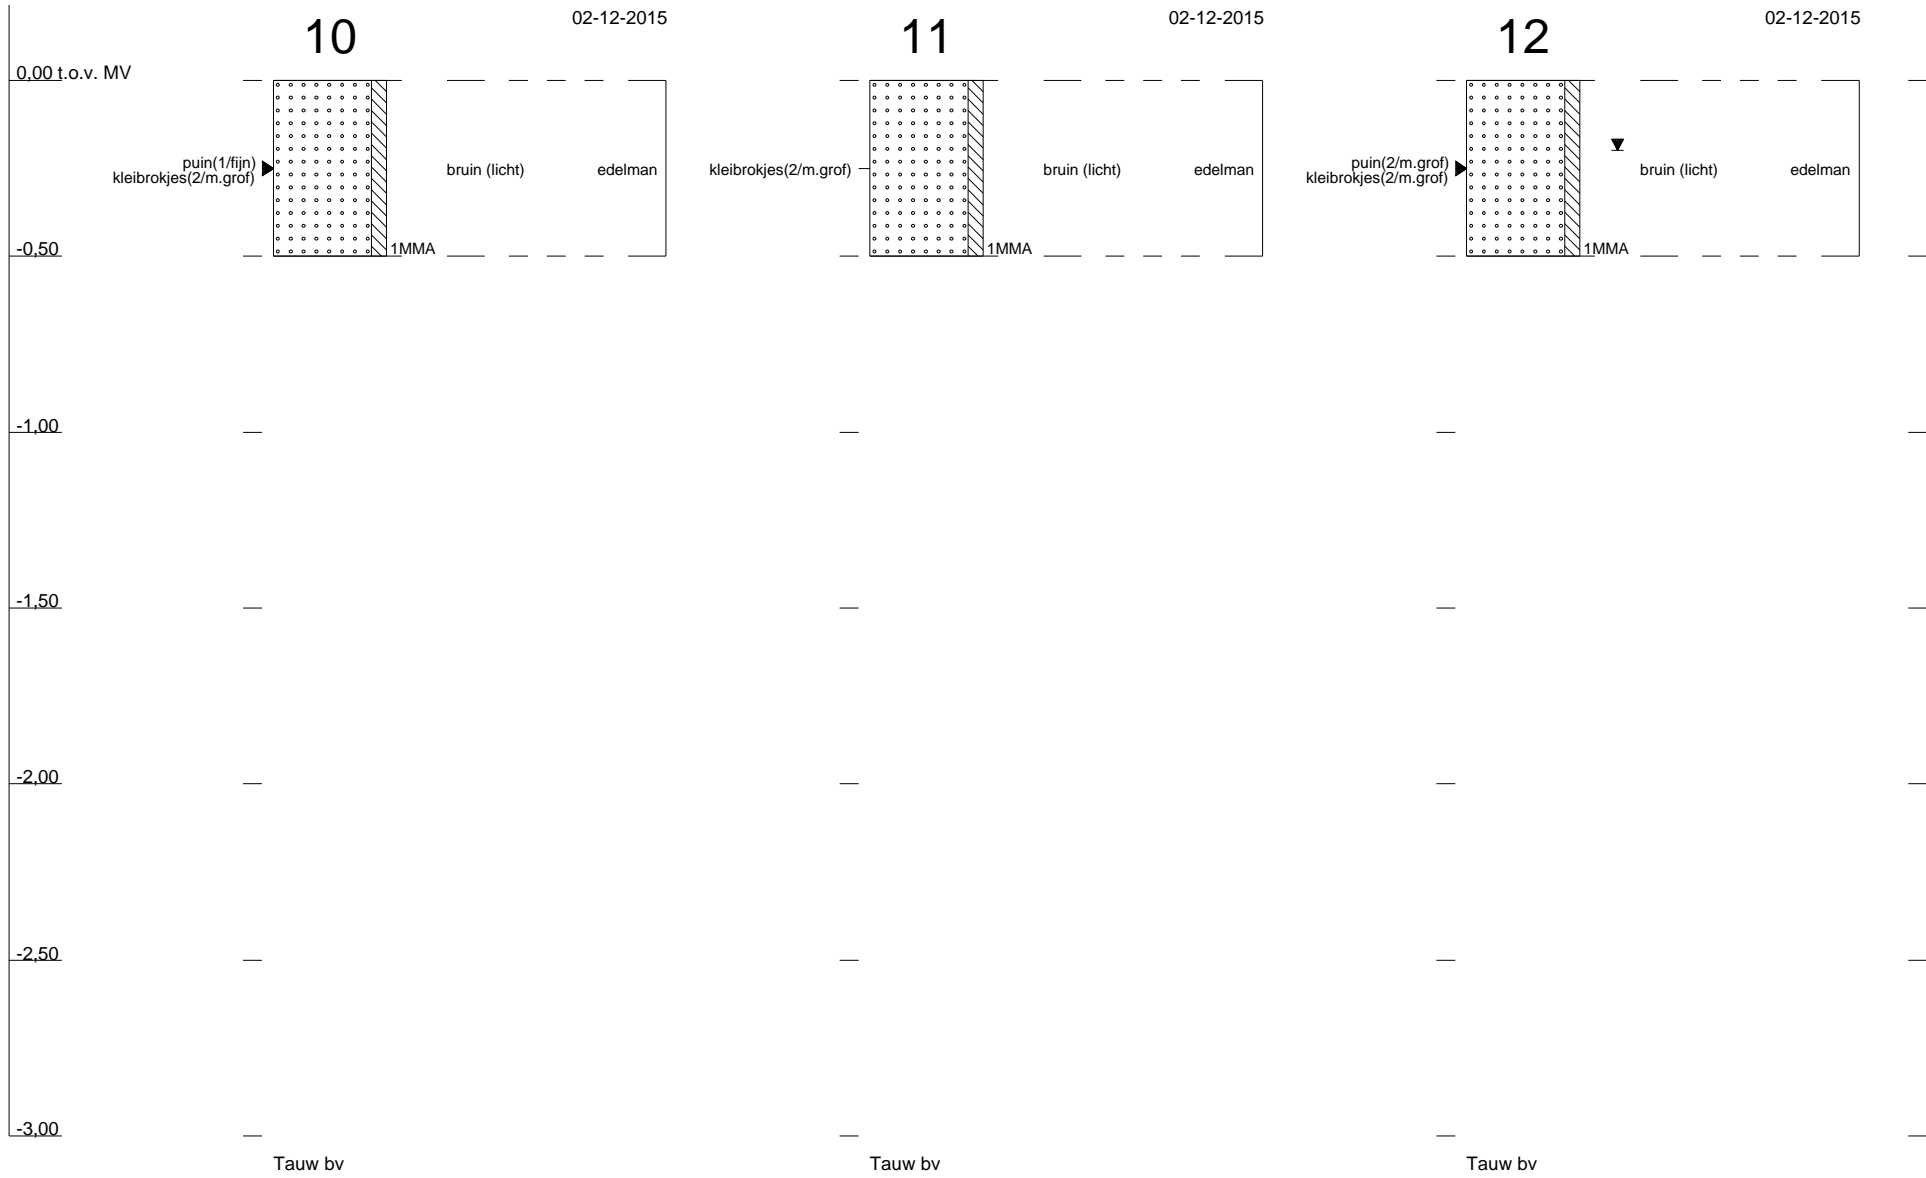 02-12-2015 02-12-2015 02-12-2015
10 11 12
0,00 t.o.v. MV
puin(1/fijn)
kleibrokjes(2/m.grof)
bruin (licht)
edelman
1MMA
kleibrokjes(2/m.grof)
bruin (licht)
edelman
1MMA
puin(2/m.grof)
kleibrokjes(2/m.grof)
bruin (licht)
edelman
1MMA
-0,50
-1,00
-1,50
-2,00
-2,50
-3,00
Tauw bv Tauw bv Tauw bv